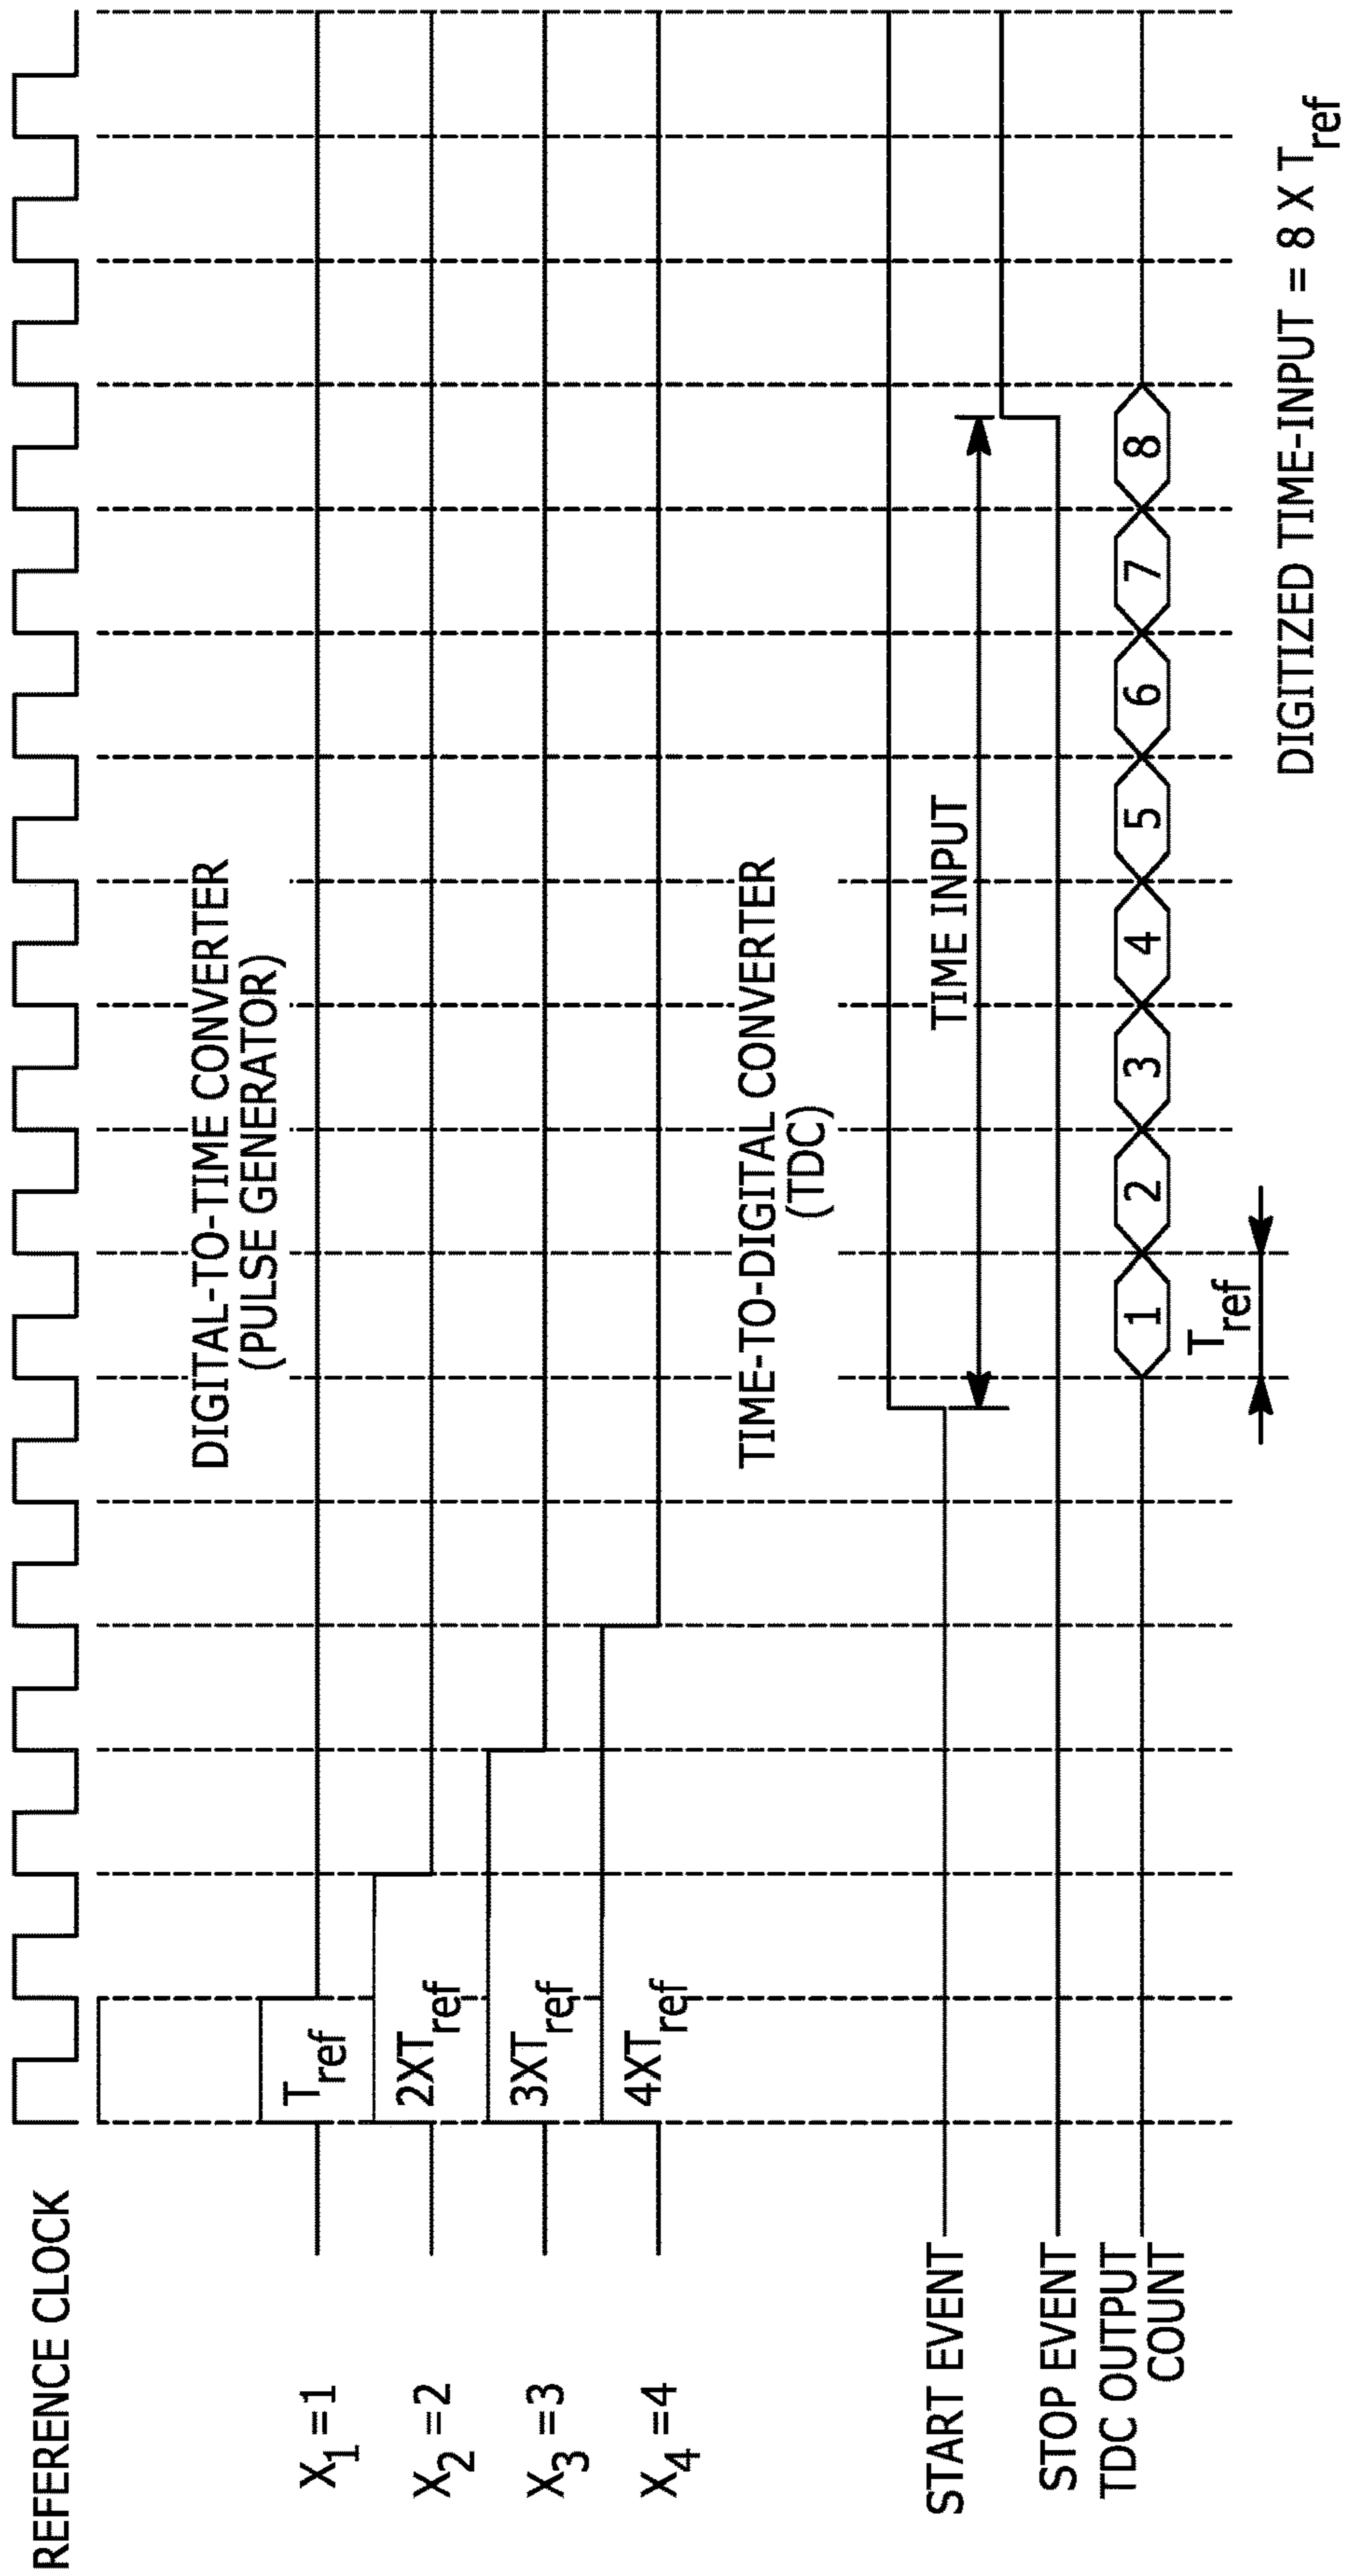 REFERENCE CLOCK
DIGITAL-TO-TIME CONVERTER
(PULSE GENERATOR)
X1 =1
Tref
X2 =2
2XTref
X3 =3
3XTref
X4 =4
4XTref
TIME-TO-DIGITAL CONVERTER
(TDC)
START EVENT
TIME INPUT
STOP EVENT
TDC OUTPUT
COUNT
1 2 3 4 5 6 7 8
Tref
DIGITIZED TIME-INPUT = 8 X Tref